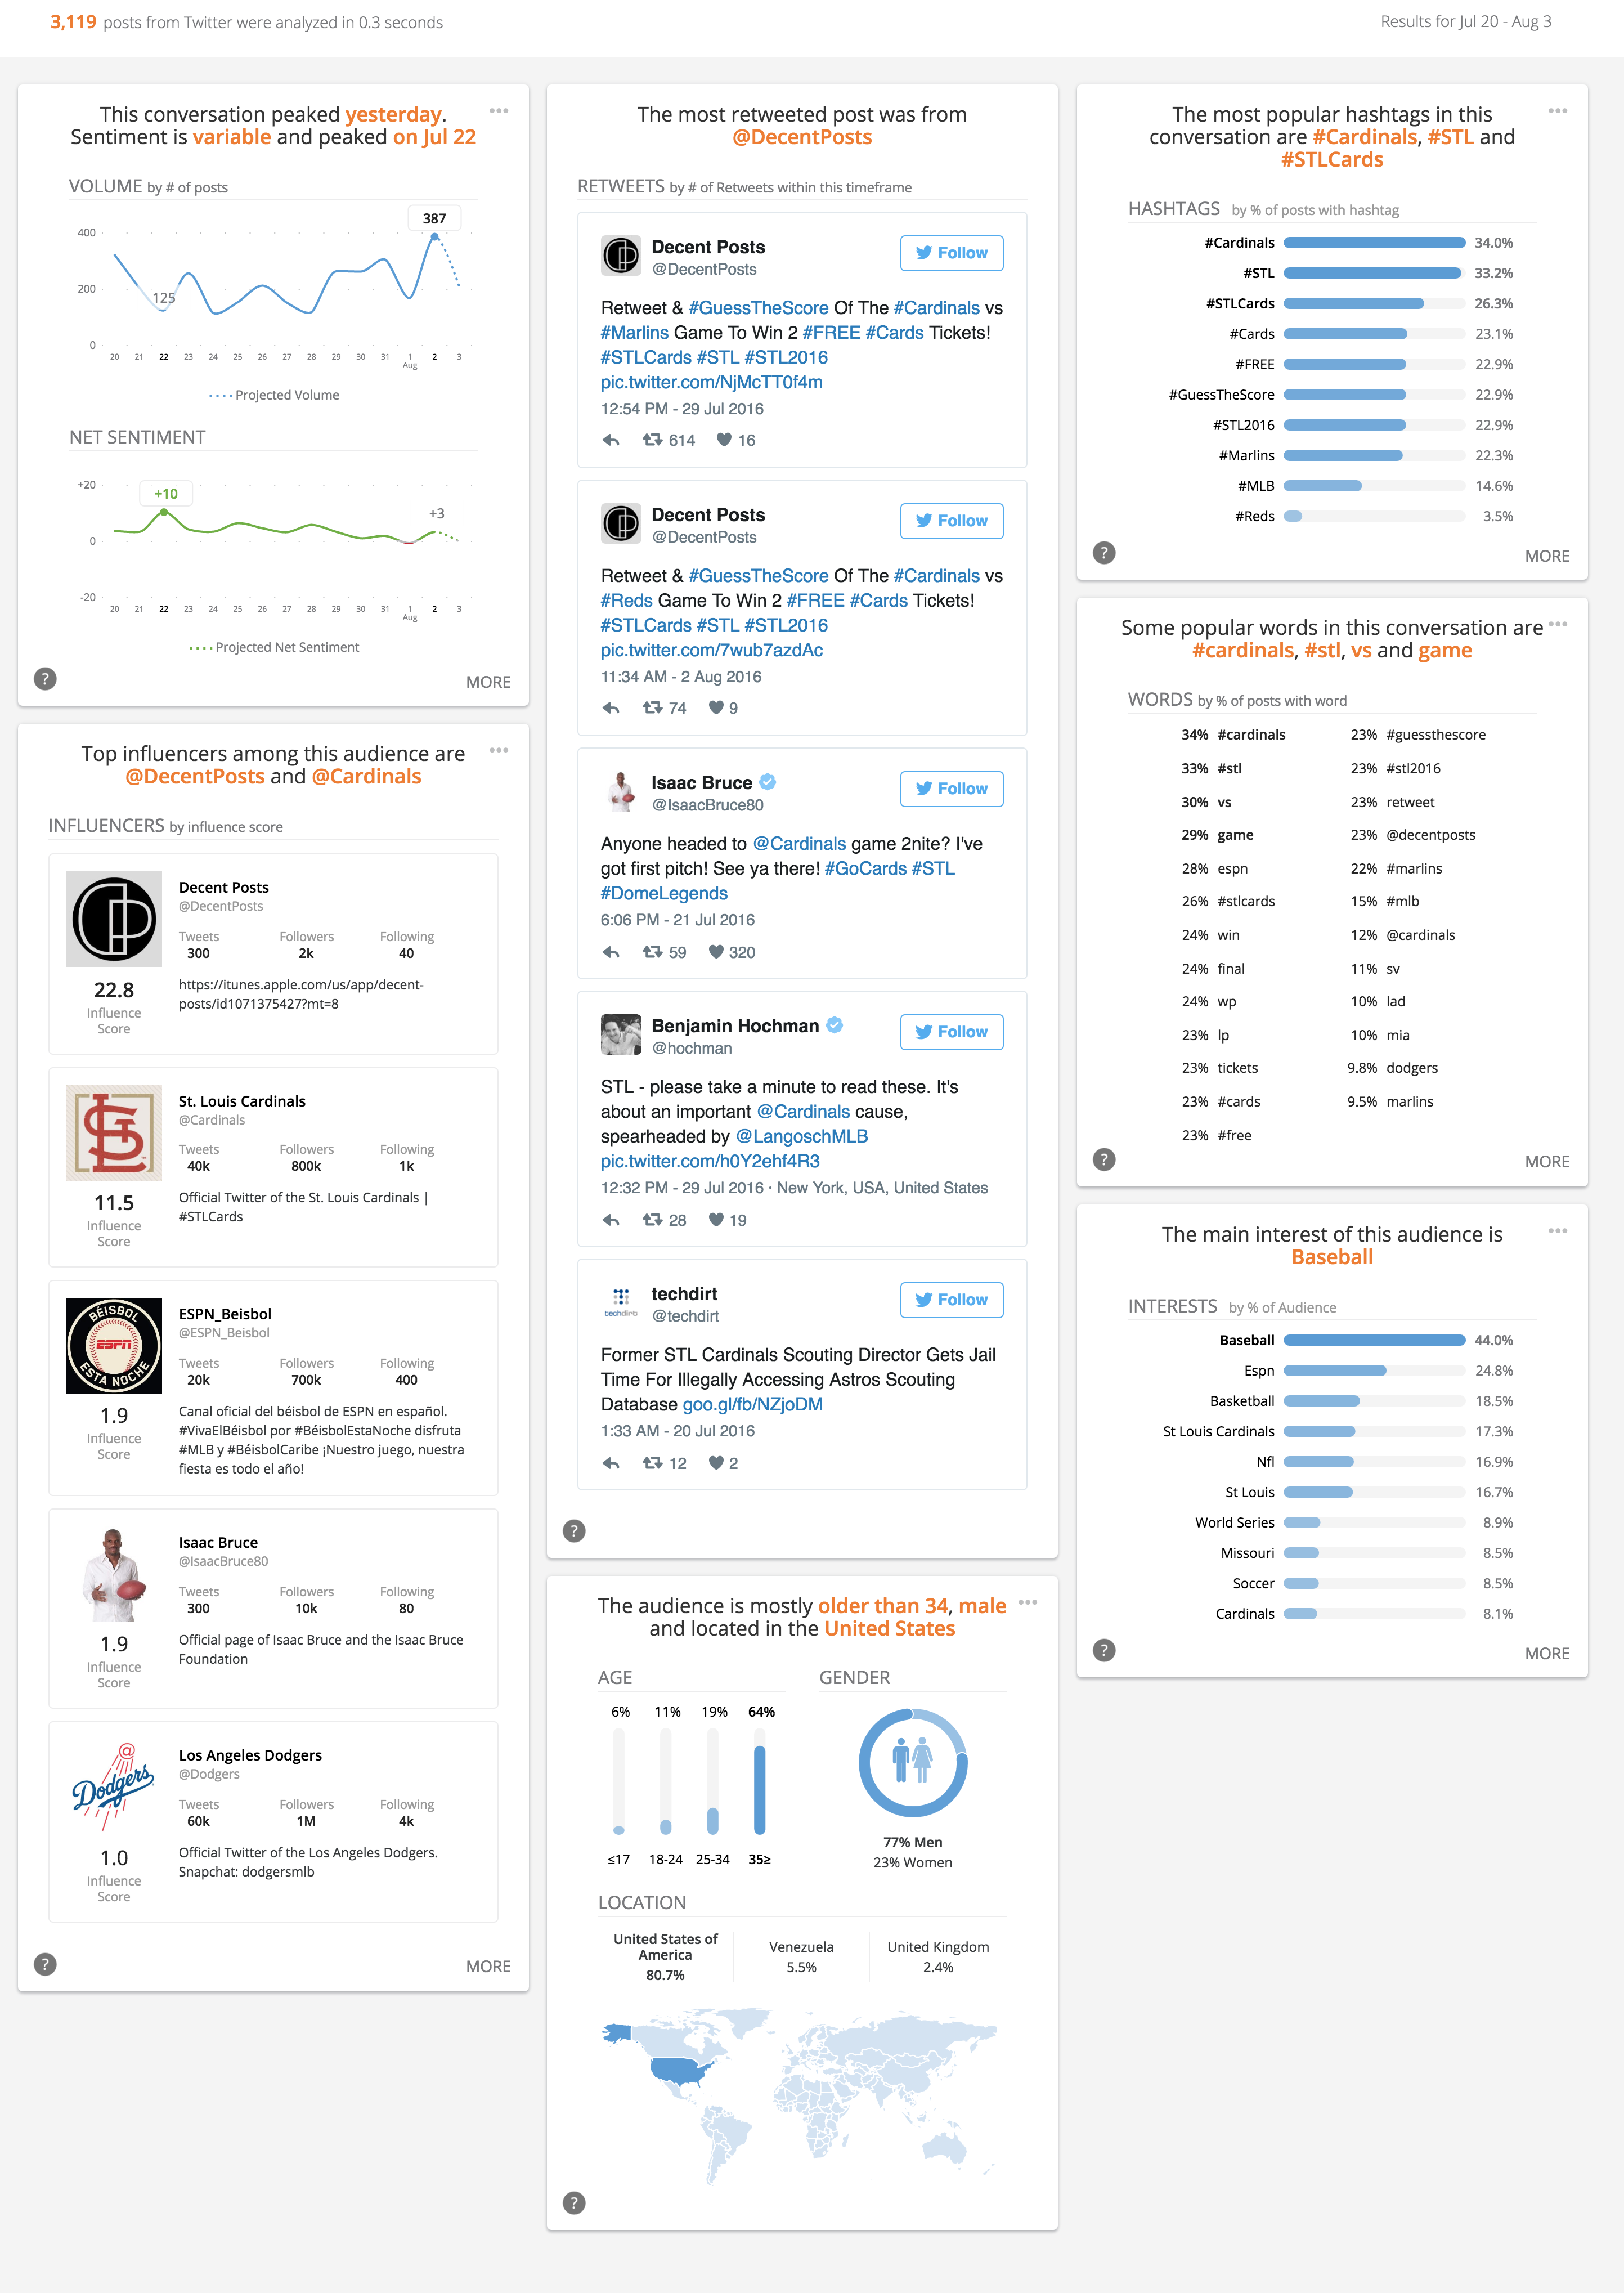 3,119 posts from Twitter were analyzed in 0.3 seconds
Results for Jul 20 - Aug 3
This conversation peaked yesterday.
Sentiment is variable and peaked on Jul 22
VOLUME by # of posts
387
400
200
125
0
20 21 22 23 24 25 26 27 28 29 30 31 1 2 3
Aug
Projected Volume
NET SENTIMENT
+20
+10
+3
0
-20
20 21 22 23 24 25 26 27 28 29 30 31 1 2 3
Aug
Projected Net Sentiment
?
MORE
Top influencers among this audience are
@DecentPosts and @Cardinals
INFLUENCERS by influence score
Decent Posts
@DecentPosts
Tweets Followers Following
300 2k 40
22.8
Influence
Score
https://itunes.apple.com/us/app/decent-
posts/id1071375427?mt=8
St. Louis Cardinals
@Cardinals
Tweets Followers Following
40k 800k 1k
11.5
Influence
Score
Official Twitter of the St. Louis Cardinals |
#STLCards
BÉISBOL
ESPN
ESTA NOCHE
ESPN_Beisbol
@ESPN_Beisbol
Tweets Followers Following
20k 700k 400
1.9
Influence
Score
Canal oficial del béisbol de ESPN en español.
#VivaElBéisbol por #BéisbolEstaNoche disfruta
#MLB y #BéisbolCaribe ¡Nuestro juego, nuestra
fiesta es todo el año!
Isaac Bruce
@IsaacBruce80
Tweets Followers Following
300 10k 80
1.9
Influence
Score
Official page of Isaac Bruce and the Isaac Bruce
Foundation
@
Dodgers
Los Angeles Dodgers
@Dodgers
Tweets Followers Following
60k 1M 4k
1.0
Influence
Score
Official Twitter of the Los Angeles Dodgers.
Snapchat: dodgersmlb
?
MORE
The most retweeted post was from
@DecentPosts
RETWEETS by # of Retweets within this timeframe
Decent Posts
@DecentPosts
Follow
Retweet & #GuessTheScore Of The #Cardinals vs
#Marlins Game To Win 2 #FREE #Cards Tickets!
#STLCards #STL #STL2016
pic.twitter.com/NjMcTT0f4m
12:54 PM - 29 Jul 2016
614 16
Decent Posts
@DecentPosts
Follow
Retweet & #GuessTheScore Of The #Cardinals vs
#Reds Game To Win 2 #FREE #Cards Tickets!
#STLCards #STL #STL2016
pic.twitter.com/7wub7azdAc
11:34 AM - 2 Aug 2016
74 9
Isaac Bruce
@IsaacBruce80
Follow
Anyone headed to @Cardinals game 2nite? I've
got first pitch! See ya there! #GoCards #STL
#DomeLegends
6:06 PM - 21 Jul 2016
59 320
Benjamin Hochman
@hochman
Follow
STL - please take a minute to read these. It's
about an important @Cardinals cause,
spearheaded by @LangoschMLB
pic.twitter.com/h0Y2ehf4R3
12:32 PM - 29 Jul 2016 · New York, USA, United States
28 19
techdirt
techdirt
@techdirt
Follow
Former STL Cardinals Scouting Director Gets Jail
Time For Illegally Accessing Astros Scouting
Database goo.gl/fb/NZjoDM
1:33 AM - 20 Jul 2016
12 2
?
The audience is mostly older than 34, male
and located in the United States
AGE
6% 11% 19% 64%
≤17 18-24 25-34 35≥
GENDER
77% Men
23% Women
LOCATION
United States of
America
80.7%
Venezuela
5.5%
United Kingdom
2.4%
?
The most popular hashtags in this
conversation are #Cardinals, #STL and
#STLCards
HASHTAGS by % of posts with hashtag
#Cardinals 34.0%
#STL 33.2%
#STLCards 26.3%
#Cards 23.1%
#FREE 22.9%
#GuessTheScore 22.9%
#STL2016 22.9%
#Marlins 22.3%
#MLB 14.6%
#Reds 3.5%
?
MORE
Some popular words in this conversation are
#cardinals, #stl, vs and game
WORDS by % of posts with word
34% #cardinals 23% #guessthescore
33% #stl 23% #stl2016
30% vs 23% retweet
29% game 23% @decentposts
28% espn 22% #marlins
26% #stlcards 15% #mlb
24% win 12% @cardinals
24% final 11% sv
24% wp 10% lad
23% lp 10% mia
23% tickets 9.8% dodgers
23% #cards 9.5% marlins
23% #free
?
MORE
The main interest of this audience is
Baseball
INTERESTS by % of Audience
Baseball 44.0%
Espn 24.8%
Basketball 18.5%
St Louis Cardinals 17.3%
Nfl 16.9%
St Louis 16.7%
World Series 8.9%
Missouri 8.5%
Soccer 8.5%
Cardinals 8.1%
?
MORE